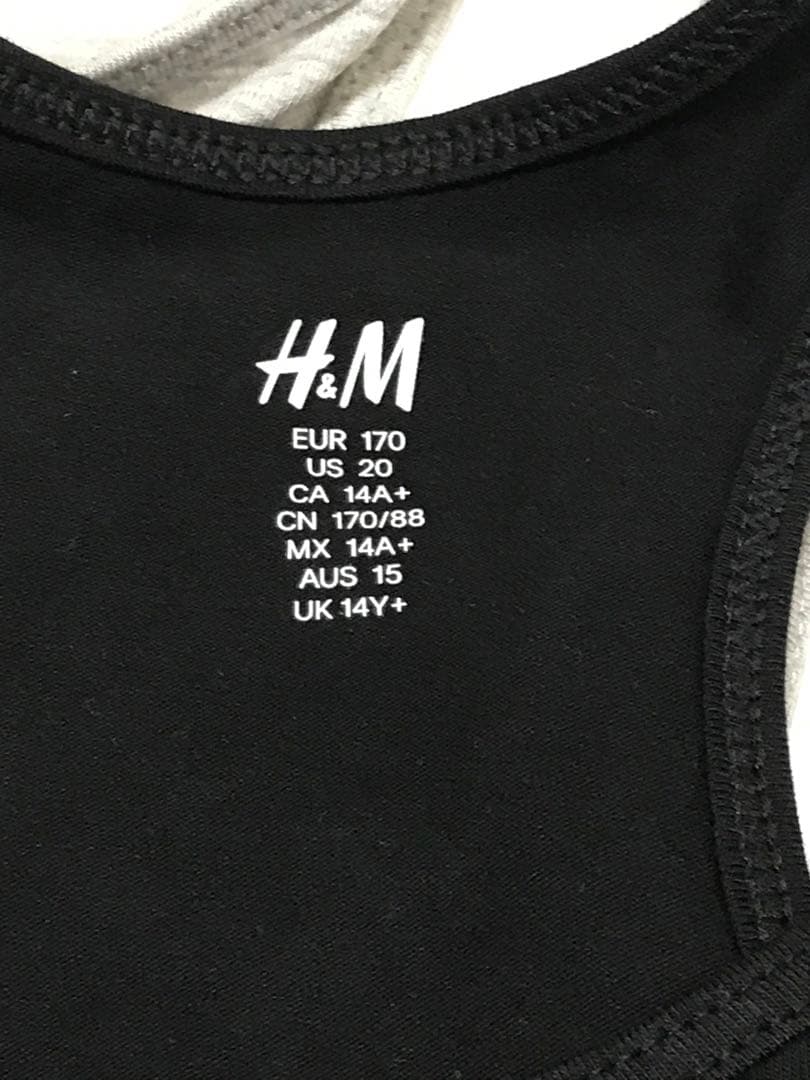 H&M
EUR 170
US 20
CA 14A+
CN 170/88
MX 14A+
AUS 15
UK 14Y+